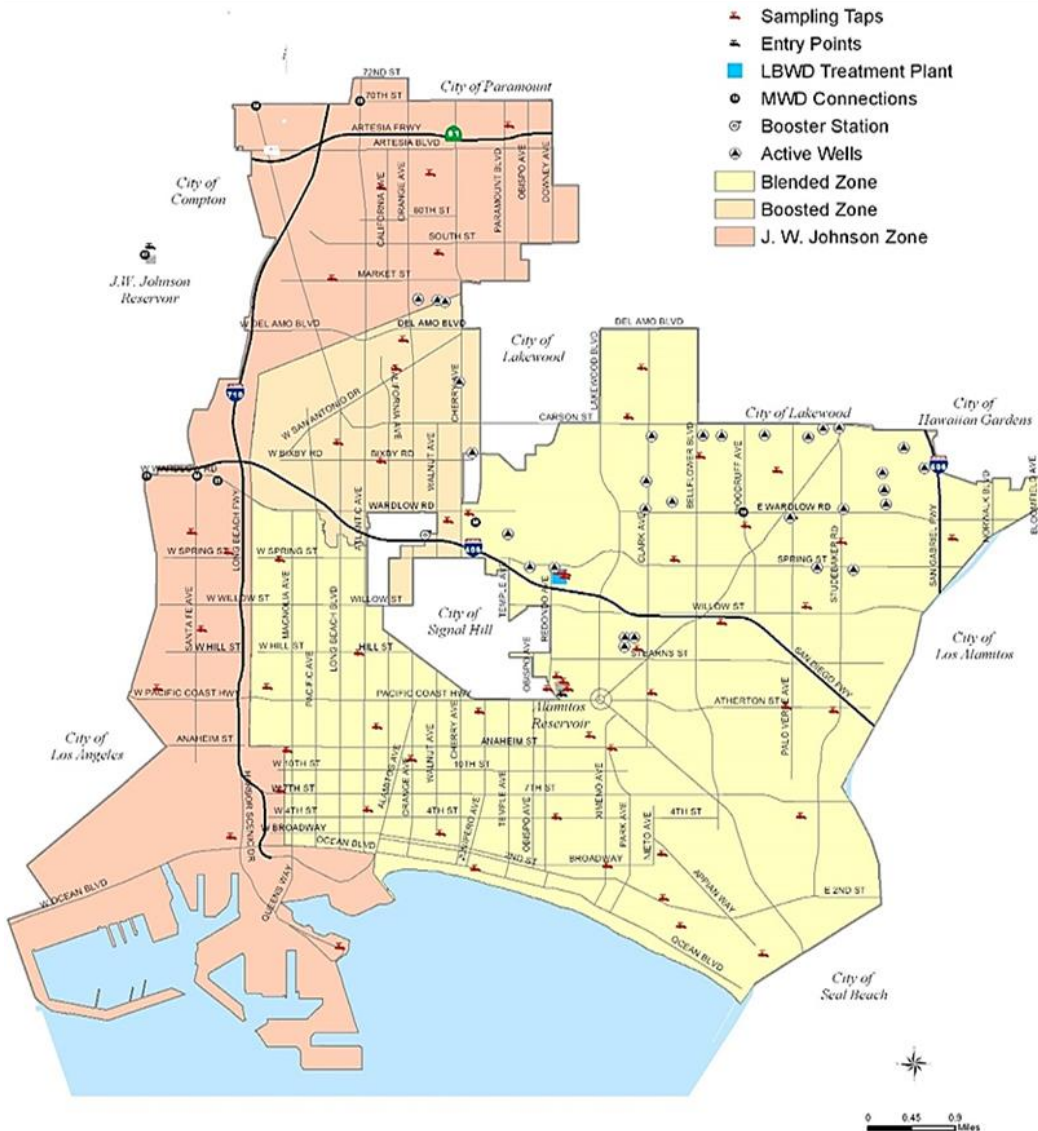 Sampling Taps
Entry Points
LBWD Treatment Plant
MWD Connections
Booster Station
Active Wells
Blended Zone
Boosted Zone
J. W. Johnson Zone
72ND ST
70TH ST
City of Paramount
ARTESIA FRWY
91
ARTESIA BLVD
City of
Compton
CALIFORNIA AVE
ORANGE AVE
PARAMOUNT BLVD
OBISPO AVE
DOWNEY AVE
60TH ST
SOUTH ST
J.W. Johnson
Reservoir
MARKET ST
W DEL AMO BLVD
DEL AMO BLVD
City of
Lakewood
DEL AMO BLVD
LAKEWOOD BLVD
710
W SAN ANTONIO DR
CALIFORNIA AVE
CHERRY AVE
CARSON ST
City of Lakewood
City of
Hawaiian Gardens
W BIXBY RD
BIXBY RD
WALNUT AVE
BELLFLOWER BLVD
WOODRUFF AVE
605
W WARDLOW RD
WARDLOW RD
E WARDLOW RD
LONG BEACH FWY
ATLANTIC AVE
CLARK AVE
STUDEBAKER RD
SAN GABRIEL FWY
NORWALK BLVD
BLOOMFIELD AVE
W SPRING ST
W SPRING ST
405
SPRING ST
W WILLOW ST
WILLOW ST
TEMPLE AVE
REDONDO AVE
WILLOW ST
SANTA FE AVE
MAGNOLIA AVE
LONG BEACH BLVD
City of
Signal Hill
W HILL ST
W HILL ST
HILL ST
OBISPO AVE
STEARNS ST
SAN DIEGO FWY
City of
Los Alamitos
PACIFIC AVE
W PACIFIC COAST HWY
PACIFIC COAST HWY
Alamitos
Reservoir
ATHERTON ST
PALO VERDE AVE
City of
Los Angeles
ANAHEIM ST
ANAHEIM ST
W 10TH ST
10TH ST
ALAMITOS AVE
ORANGE AVE
WALNUT AVE
CHERRY AVE
W 7TH ST
7TH ST
HARBOR SCENIC DR
W 4TH ST
4TH ST
4TH ST
JUNIPERO AVE
TEMPLE AVE
OBISPO AVE
XIMENO AVE
PARK AVE
NIETO AVE
W BROADWAY
OCEAN BLVD
2ND ST
BROADWAY
APPIAN WAY
E 2ND ST
W OCEAN BLVD
QUEENS WAY
OCEAN BLVD
City of
Seal Beach
0 0.45 0.9
Miles